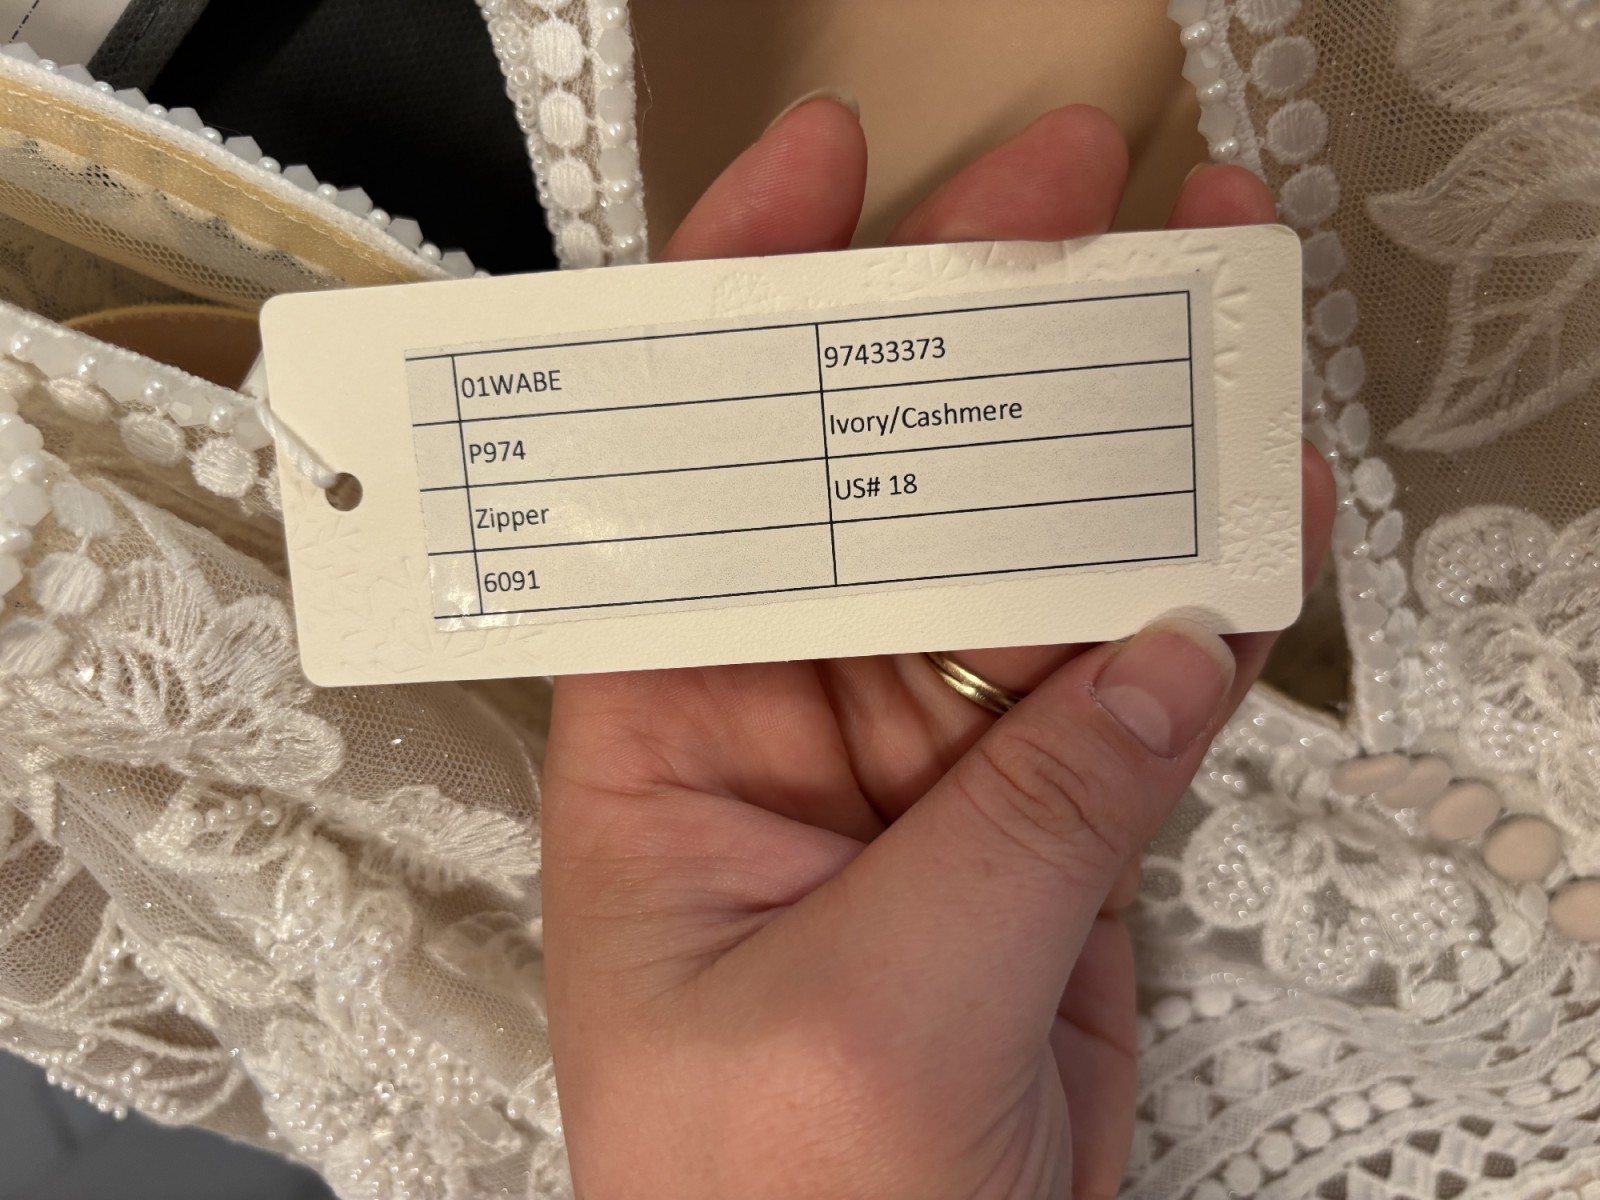 01WABE 97433373
P974 Ivory/Cashmere
Zipper US# 18
6091